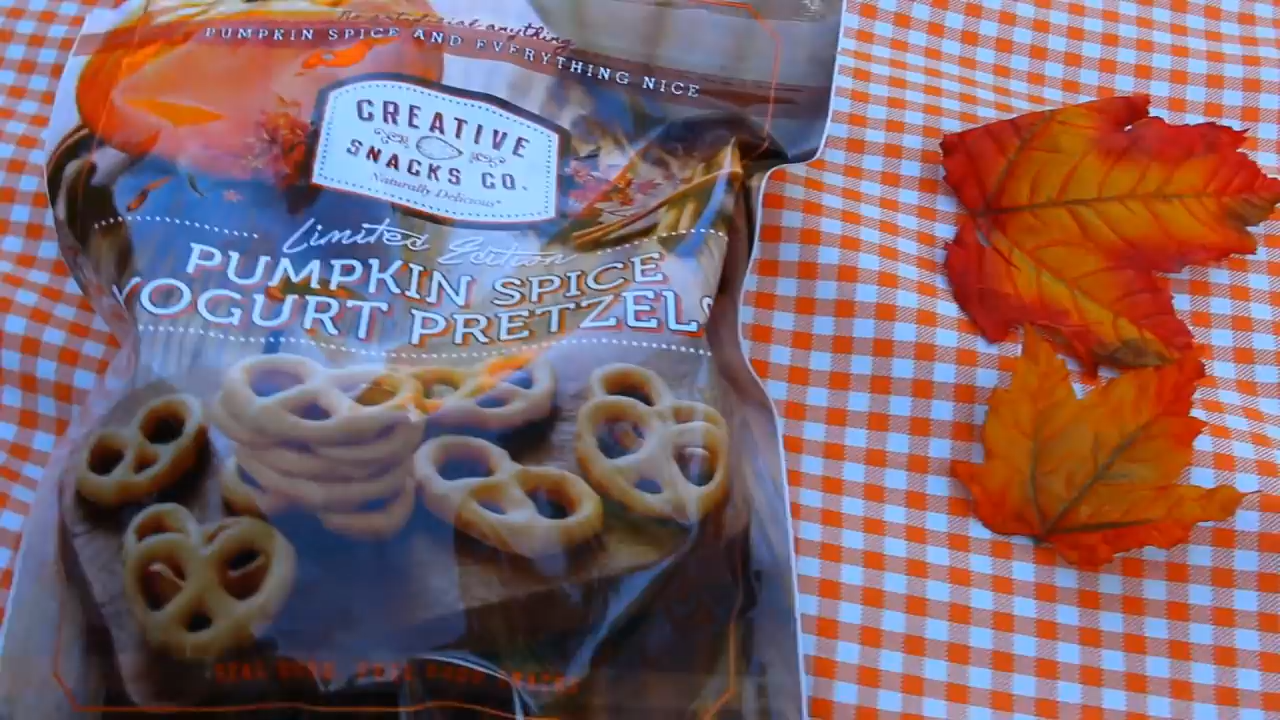 PUMPKIN SPICE AND EVERYTHING NICE
CREATIVE
SNACKS CO.
Naturally Delicious
Limited Edition
PUMPKIN SPICE
YOGURT PRETZELS